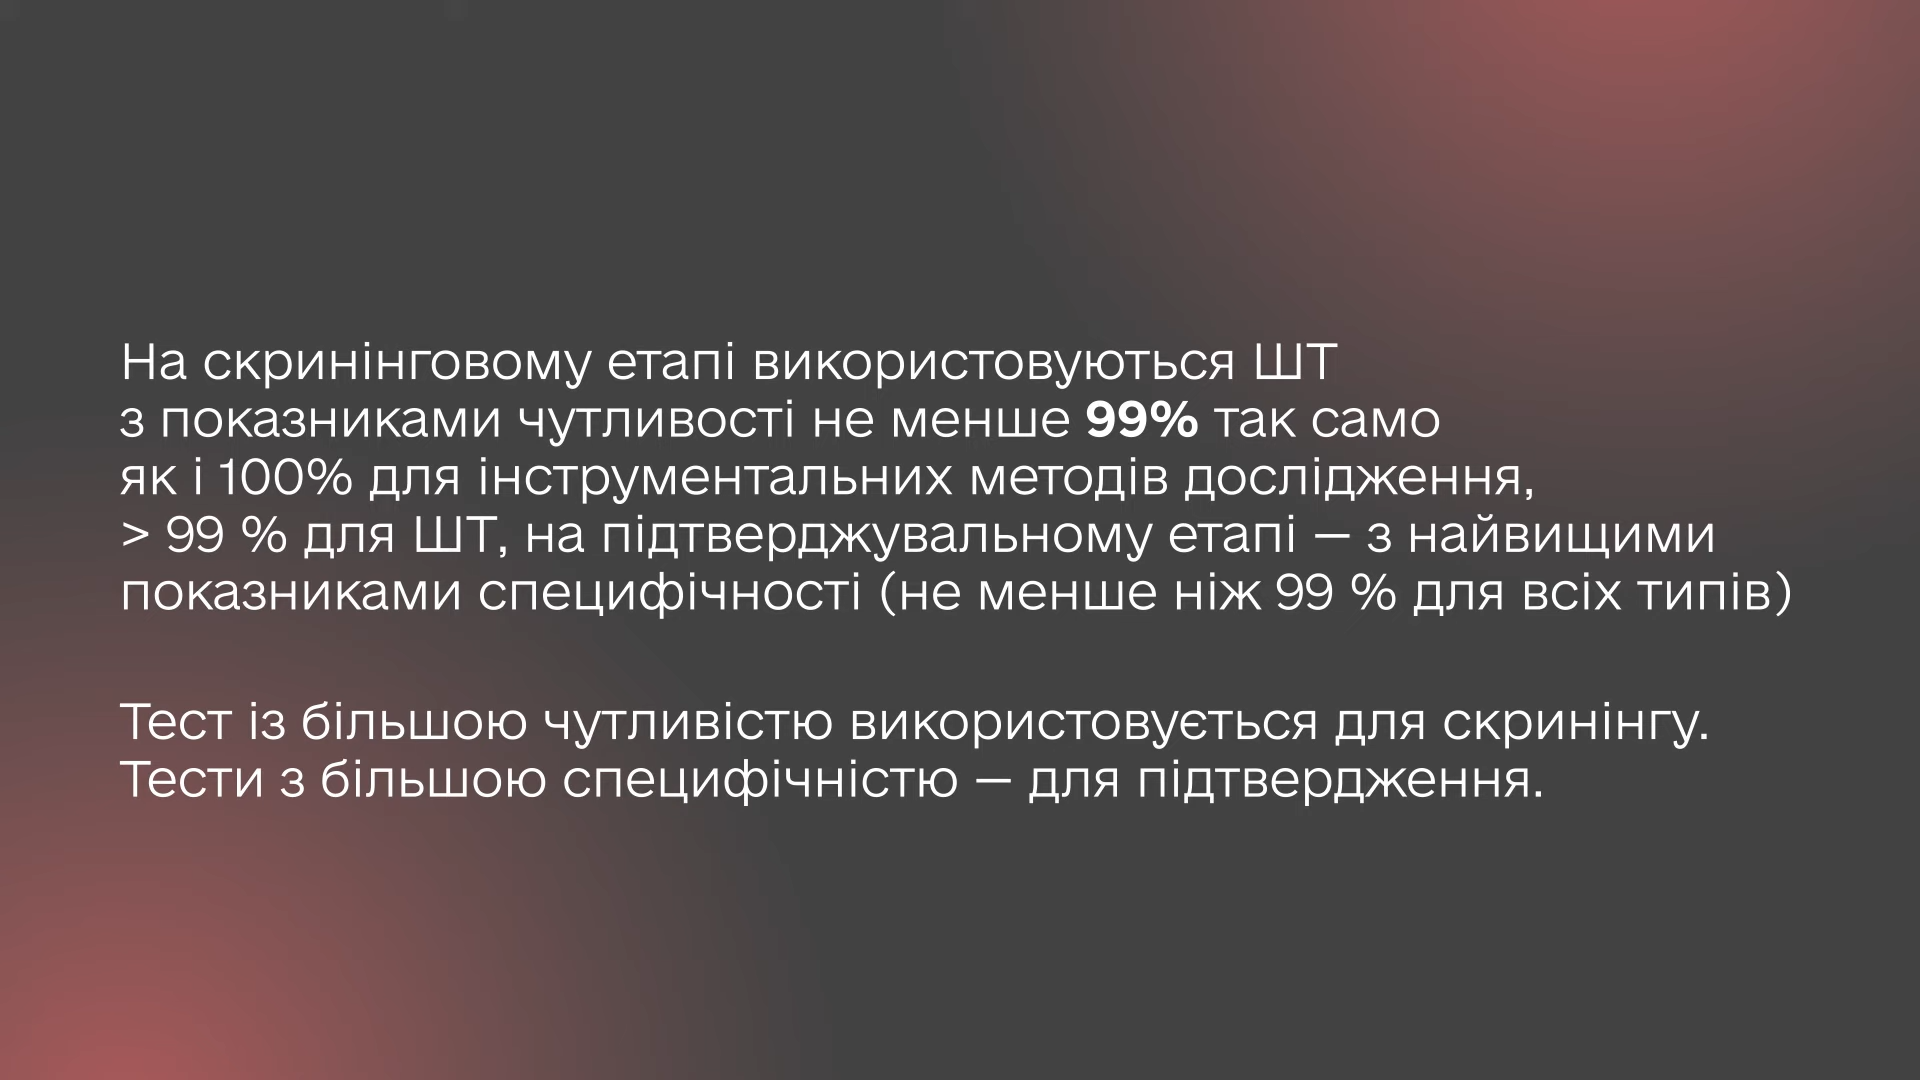 На скринінговому етапі використовуються ШТ
з показниками чутливості не менше 99% так само
як і 100% для інструментальних методів дослідження,
> 99 % для ШТ, на підтверджувальному етапі — з найвищими
показниками специфічності (не менше ніж 99 % для всіх типів)
Тест із більшою чутливістю використовується для скринінгу.
Тести з більшою специфічністю — для підтвердження.